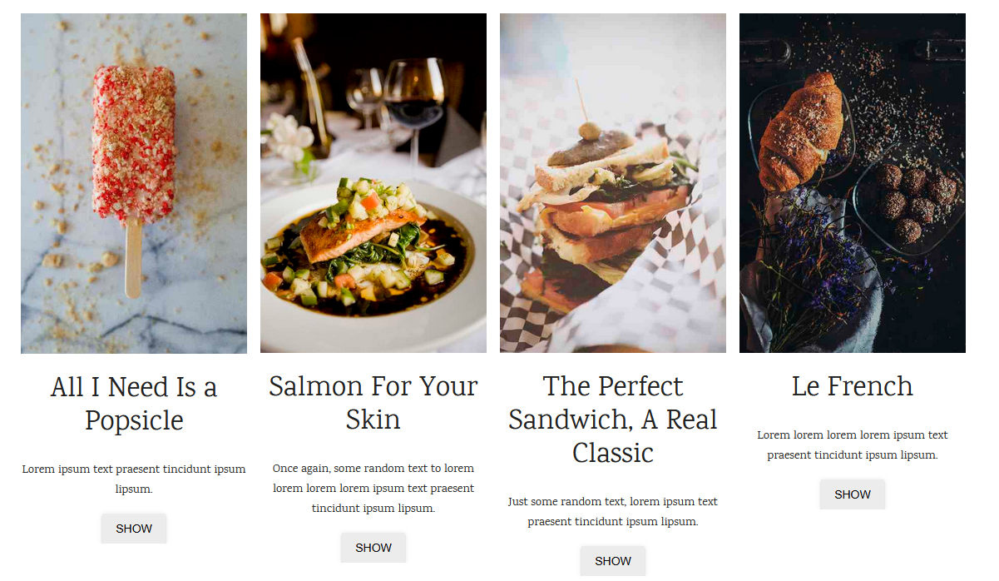 All I Need Is a
Popsicle
Lorem ipsum text praesent tincidunt ipsum
lipsum.
SHOW
Salmon For Your
Skin
Once again, some random text to lorem
lorem lorem lorem ipsum text praesent
tincidunt ipsum lipsum.
SHOW
The Perfect
Sandwich, A Real
Classic
Just some random text, lorem ipsum text
praesent tincidunt ipsum lipsum.
SHOW
Le French
Lorem lorem lorem lorem ipsum text
praesent tincidunt ipsum lipsum.
SHOW